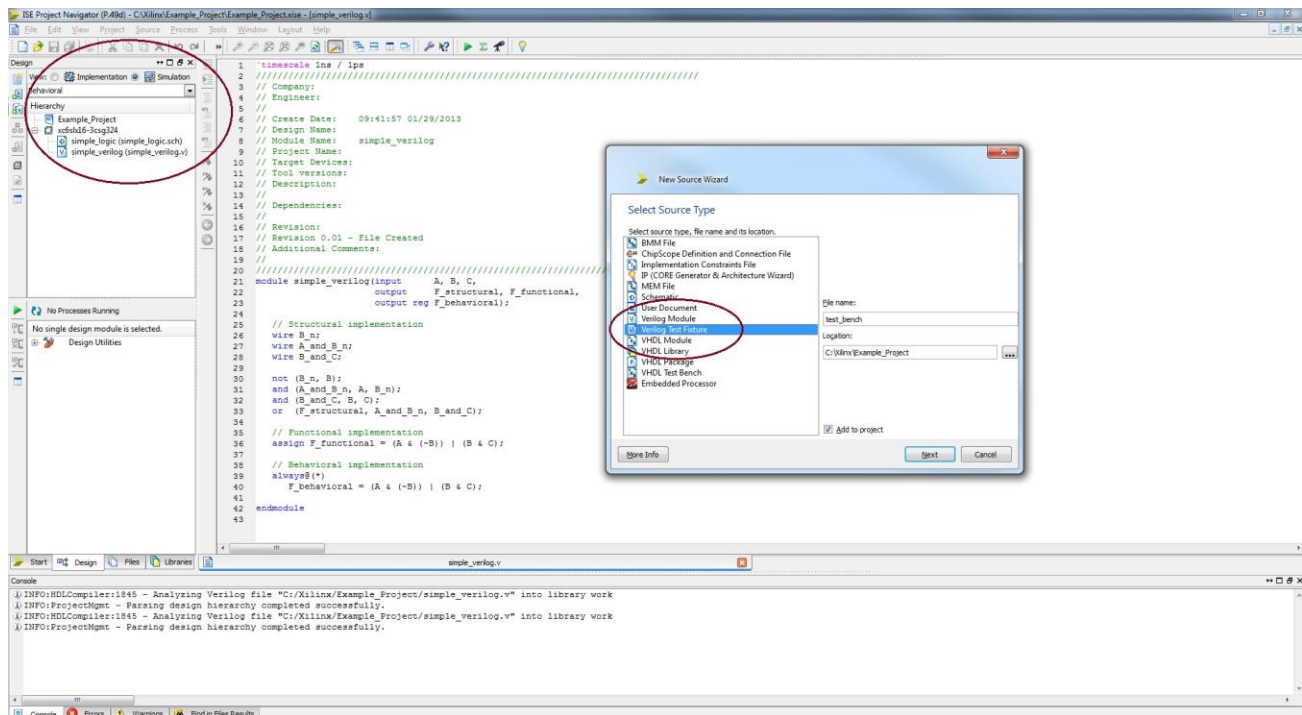 ISE Project Navigator (P.49d) - C:\Xilinx\Example_Project\Example_Project.xise - [simple_verilog.v]
File Edit View Project Source Process Tools Window Layout Help
Design
View: Implementation Simulation
Behavioral
Hierarchy
Example_Project
xc6slx16-3csg324
simple_logic (simple_logic.sch)
simple_verilog (simple_verilog.v)
No Processes Running
No single design module is selected.
Design Utilities
1 `timescale 1ns / 1ps
2 //////////////////////////////////////////////////////////////////////////////////
3 // Company:
4 // Engineer:
5 //
6 // Create Date: 09:41:57 01/29/2013
7 // Design Name:
8 // Module Name: simple_verilog
9 // Project Name:
10 // Target Devices:
11 // Tool versions:
12 // Description:
13 //
14 // Dependencies:
15 //
16 // Revision:
17 // Revision 0.01 - File Created
18 // Additional Comments:
19 //
20 //////////////////////////////////////////////////////////////////
21 module simple_verilog(input A, B, C,
22 output F_structural, F_functional,
23 output reg F_behavioral);
24
25 // Structural implementation
26 wire B_n;
27 wire A_and_B_n;
28 wire B_and_C;
29
30 not (B_n, B);
31 and (A_and_B_n, A, B_n);
32 and (B_and_C, B, C);
33 or (F_structural, A_and_B_n, B_and_C);
34
35 // Functional implementation
36 assign F_functional = (A & (~B)) | (B & C);
37
38 // Behavioral implementation
39 always@(*)
40 F_behavioral = (A & (~B)) | (B & C);
41
42 endmodule
43
New Source Wizard
Select Source Type
Select source type, file name and its location.
BMM File
ChipScope Definition and Connection File
Implementation Constraints File
IP (CORE Generator & Architecture Wizard)
MEM File
Schematic
User Document
Verilog Module
Verilog Test Fixture
VHDL Module
VHDL Library
VHDL Package
VHDL Test Bench
Embedded Processor
File name:
test_bench
Location:
C:\Xilinx\Example_Project
...
Add to project
More Info
Next
Cancel
Start Design Files Libraries
simple_verilog.v
Console
INFO:HDLCompiler:1845 - Analyzing Verilog file "C:/Xilinx/Example_Project/simple_verilog.v" into library work
INFO:ProjectMgmt - Parsing design hierarchy completed successfully.
INFO:HDLCompiler:1845 - Analyzing Verilog file "C:/Xilinx/Example_Project/simple_verilog.v" into library work
INFO:ProjectMgmt - Parsing design hierarchy completed successfully.
Console Errors Warnings Find in Files Results